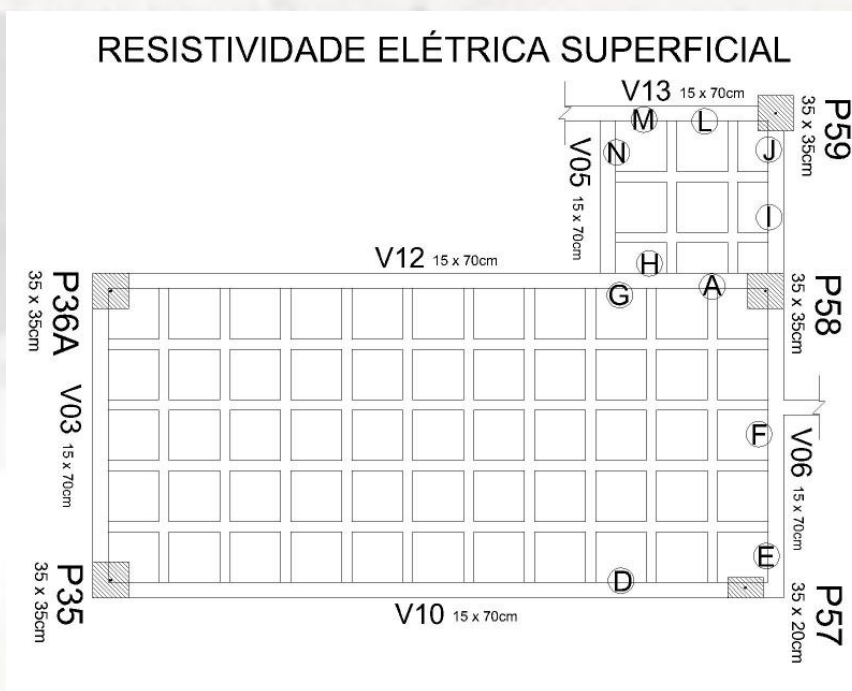 RESISTIVIDADE ELÉTRICA SUPERFICIAL
V13 15 x 70cm
P59
35 x 35cm
M
L
N
J
V05 15 x 70cm
I
V12 15 x 70cm
H
A
G
P36A
35 x 35cm
P58
35 x 35cm
V03 15 x 70cm
F
V06 15 x 70cm
E
D
P35
35 x 35cm
V10 15 x 70cm
P57
35 x 20cm